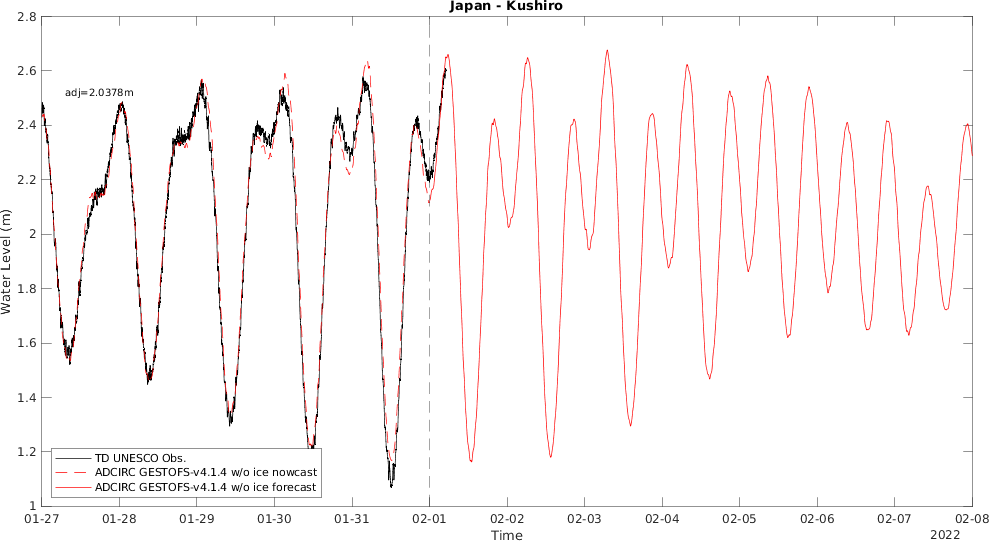 Japan - Kushiro
2.8
2.6
2.4
2.2
2
1.8
1.6
1.4
1.2
1
Water Level (m)
adj=2.0378m
TD UNESCO Obs.
ADCIRC GESTOFS-v4.1.4 w/o ice nowcast
ADCIRC GESTOFS-v4.1.4 w/o ice forecast
01-27 01-28 01-29 01-30 01-31 02-01 02-02 02-03 02-04 02-05 02-06 02-07 02-08
Time
2022